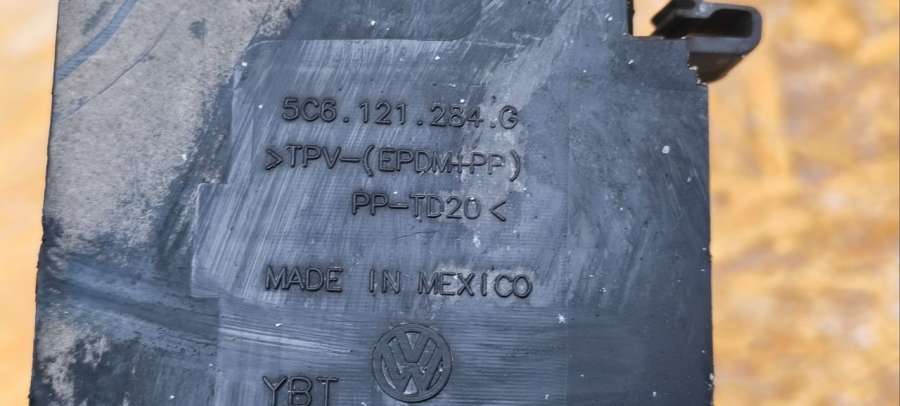 5C6.121.284.G
>TPV-(EPDM+PP)
PP-TD20<
MADE IN MEXICO
YBT